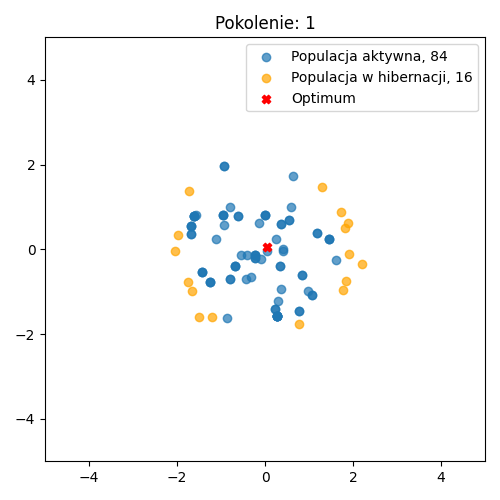 Pokolenie: 1
Populacja aktywna, 84
Populacja w hibernacji, 16
Optimum
4
2
0
−2
−4
−4
−2
0
2
4